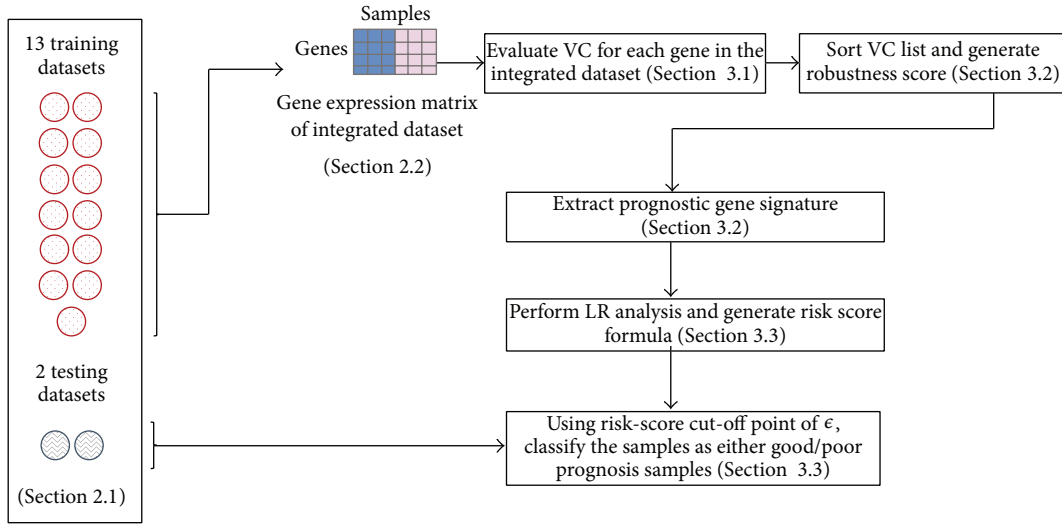 13 training
datasets
2 testing
datasets
(Section 2.1)
Samples
Genes
Gene expression matrix
of integrated dataset
(Section 2.2)
Evaluate VC for each gene in the
integrated dataset (Section 3.1)
Sort VC list and generate
robustness score (Section 3.2)
Extract prognostic gene signature
(Section 3.2)
Perform LR analysis and generate risk score
formula (Section 3.3)
Using risk-score cut-off point of ϵ,
classify the samples as either good/poor
prognosis samples (Section 3.3)